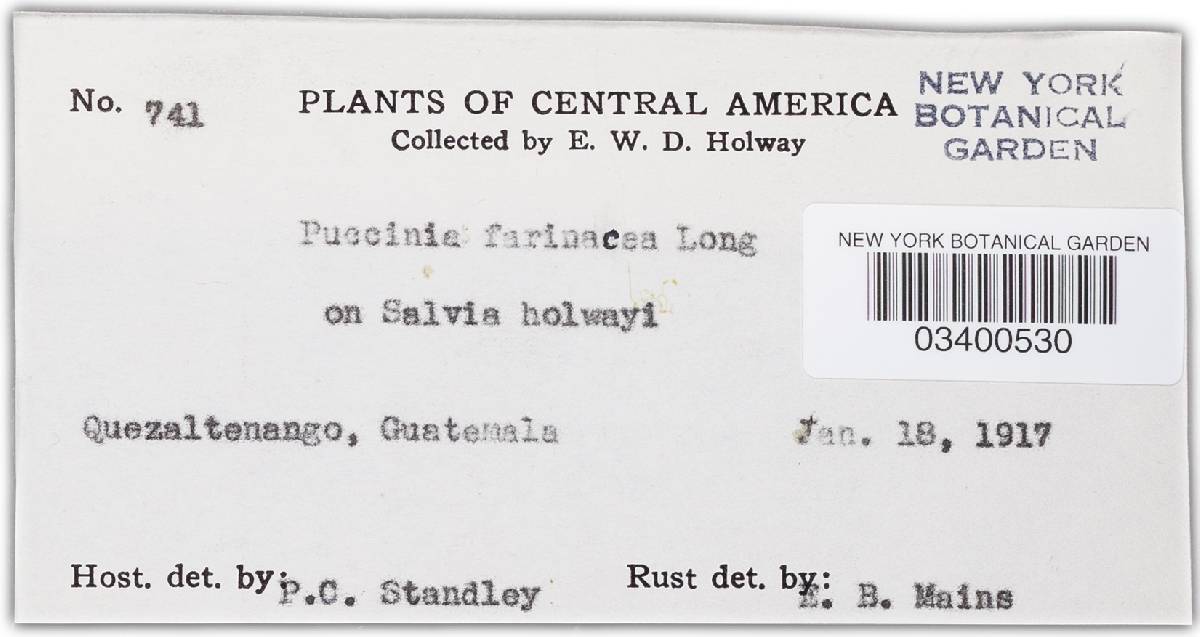 No. 741
PLANTS OF CENTRAL AMERICA
Collected by E. W. D. Holway
NEW YORK
BOTANICAL
GARDEN
Puccinia farinacea Long
on Salvia holwayi
NEW YORK BOTANICAL GARDEN
03400530
Quezaltenango, Guatemala
Jan. 18, 1917
Host. det. by: P.C. Standley
Rust det. by: E. B. Mains